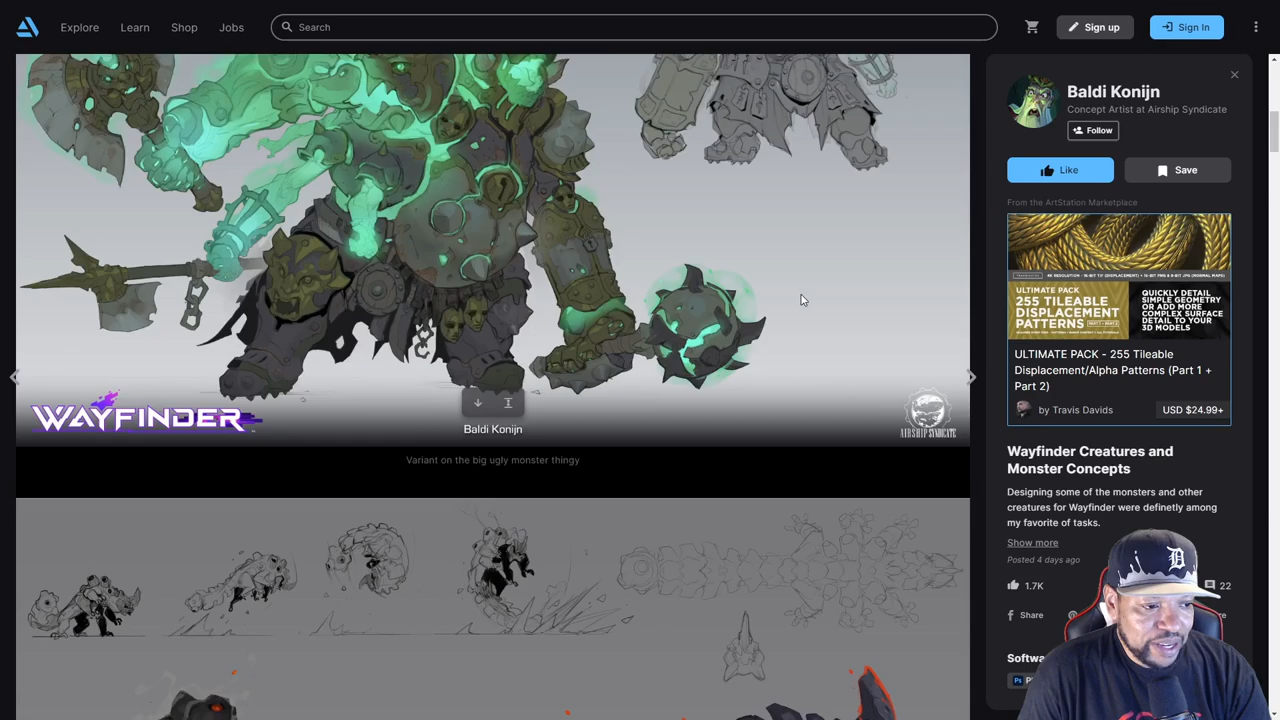 Explore
Learn
Shop
Jobs
Search
Sign up
Sign In
Baldi Konijn
Concept Artist at Airship Syndicate
Follow
Like
Save
From the ArtStation Marketplace
ULTIMATE PACK
255 TILEABLE
DISPLACEMENT
PATTERNS
QUICKLY DETAIL
SIMPLE GEOMETRY
OR ADD MORE
COMPLEX SURFACE
DETAIL TO YOUR
3D MODELS
ULTIMATE PACK - 255 Tileable
Displacement/Alpha Patterns (Part 1 +
Part 2)
by Travis Davids
USD $24.99+
WAYFINDER
Baldi Konijn
AIRSHIP SYNDICATE
Variant on the big ugly monster thingy
Wayfinder Creatures and
Monster Concepts
Designing some of the monsters and other
creatures for Wayfinder were definetly among
my favorite of tasks.
Show more
Posted 4 days ago
1.7K
22
Share
Softwa
Ps
D